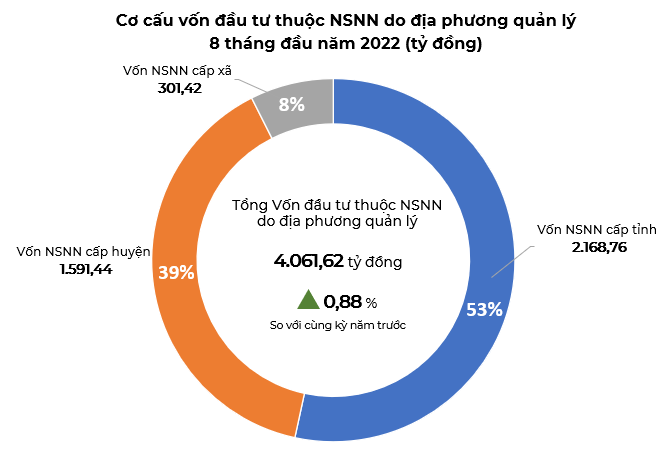 Cơ cấu vốn đầu tư thuộc NSNN do địa phương quản lý
8 tháng đầu năm 2022 (tỷ đồng)
Vốn NSNN cấp xã
301,42
8%
Tổng Vốn đầu tư thuộc NSNN
do địa phương quản lý
Vốn NSNN cấp tỉnh
2.168,76
Vốn NSNN cấp huyện
1.591,44
39%
4.061,62 tỷ đồng
0,88 %
53%
So với cùng kỳ năm trước